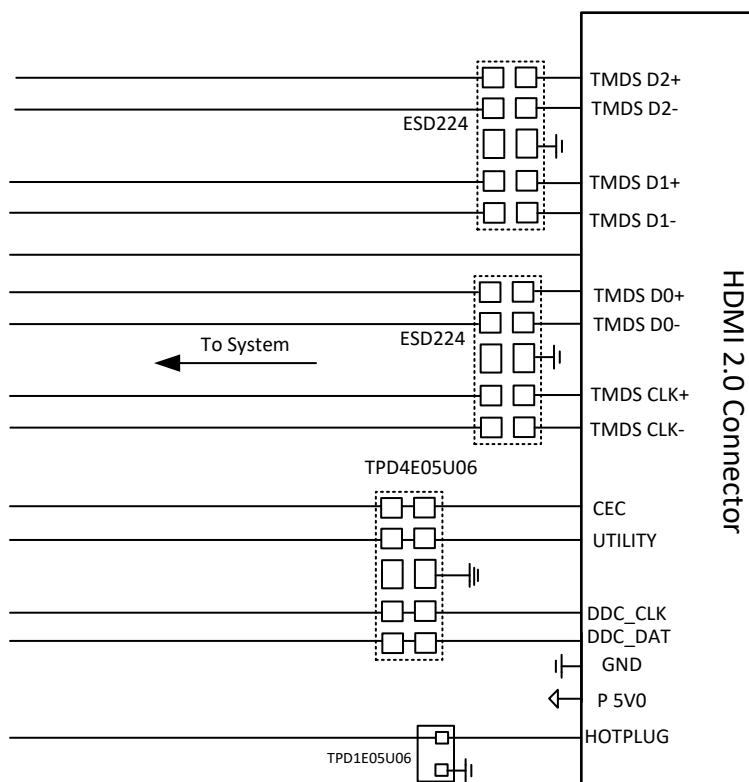 TMDS D2+
TMDS D2-
ESD224
TMDS D1+
TMDS D1-
TMDS D0+
TMDS D0-
ESD224
To System
TMDS CLK+
TMDS CLK-
TPD4E05U06
CEC
UTILITY
DDC_CLK
DDC_DAT
GND
P 5V0
HOTPLUG
TPD1E05U06
HDMI 2.0 Connector